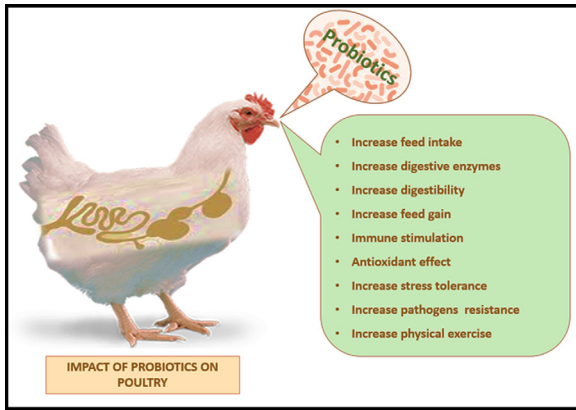 Probiotics
• Increase feed intake
• Increase digestive enzymes
• Increase digestibility
• Increase feed gain
• Immune stimulation
• Antioxidant effect
• Increase stress tolerance
• Increase pathogens resistance
• Increase physical exercise
IMPACT OF PROBIOTICS ON
POULTRY